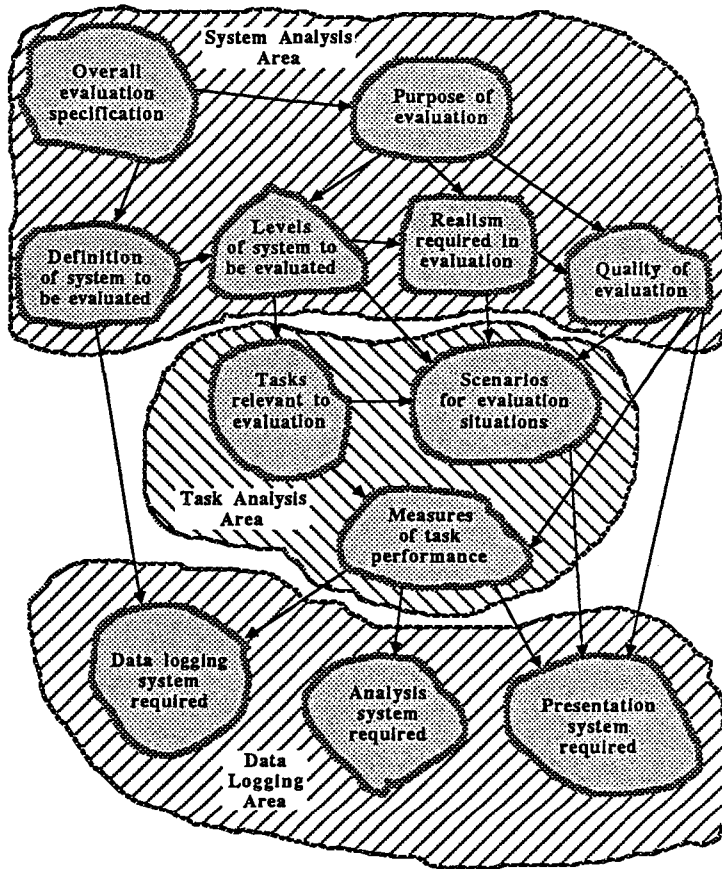 System Analysis
Area
Overall
evaluation
specification
Purpose of
evaluation
Definition
of system to
be evaluated
Levels
of system to
be evaluated
Realism
required in
evaluation
Quality of
evaluation
Tasks
relevant to
evaluation
Scenarios
for evaluation
situations
Task Analysis
Area
Measures
of task
performance
Data logging
system
required
Analysis
system
required
Presentation
system
required
Data
Logging
Area